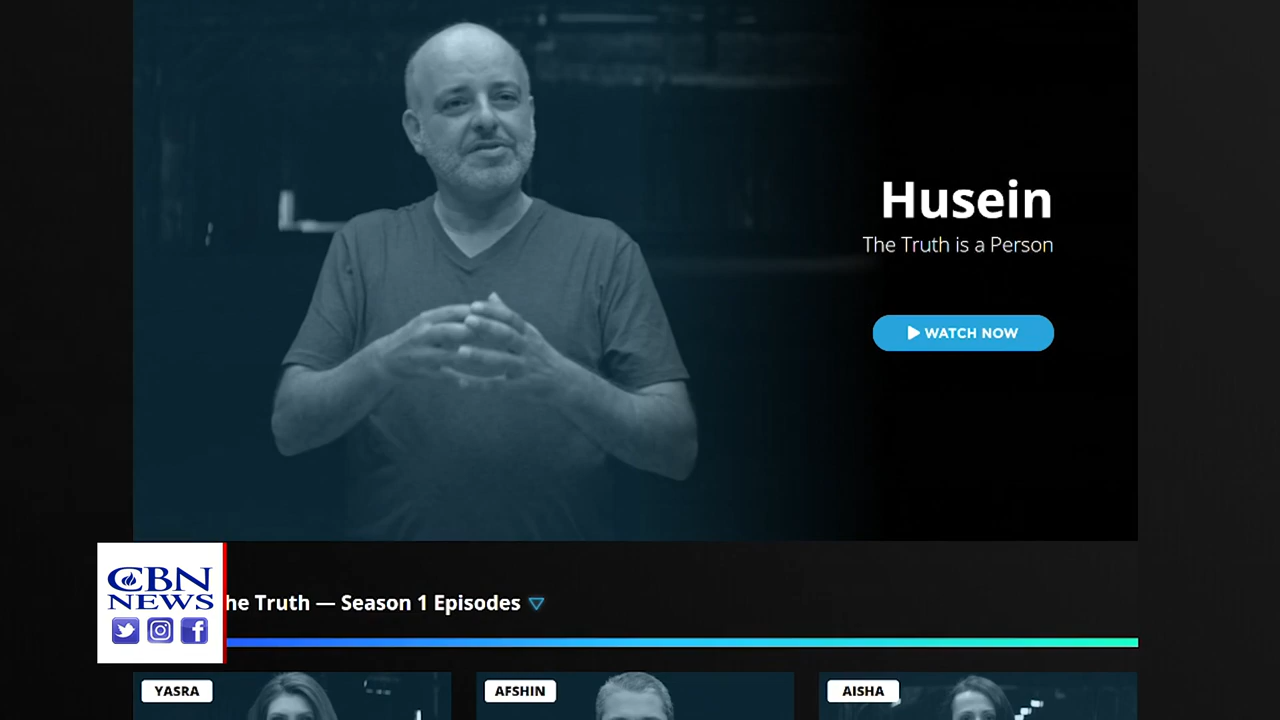 Husein
The Truth is a Person
WATCH NOW
CBN
NEWS
he Truth — Season 1 Episodes
YASRA
AFSHIN
AISHA